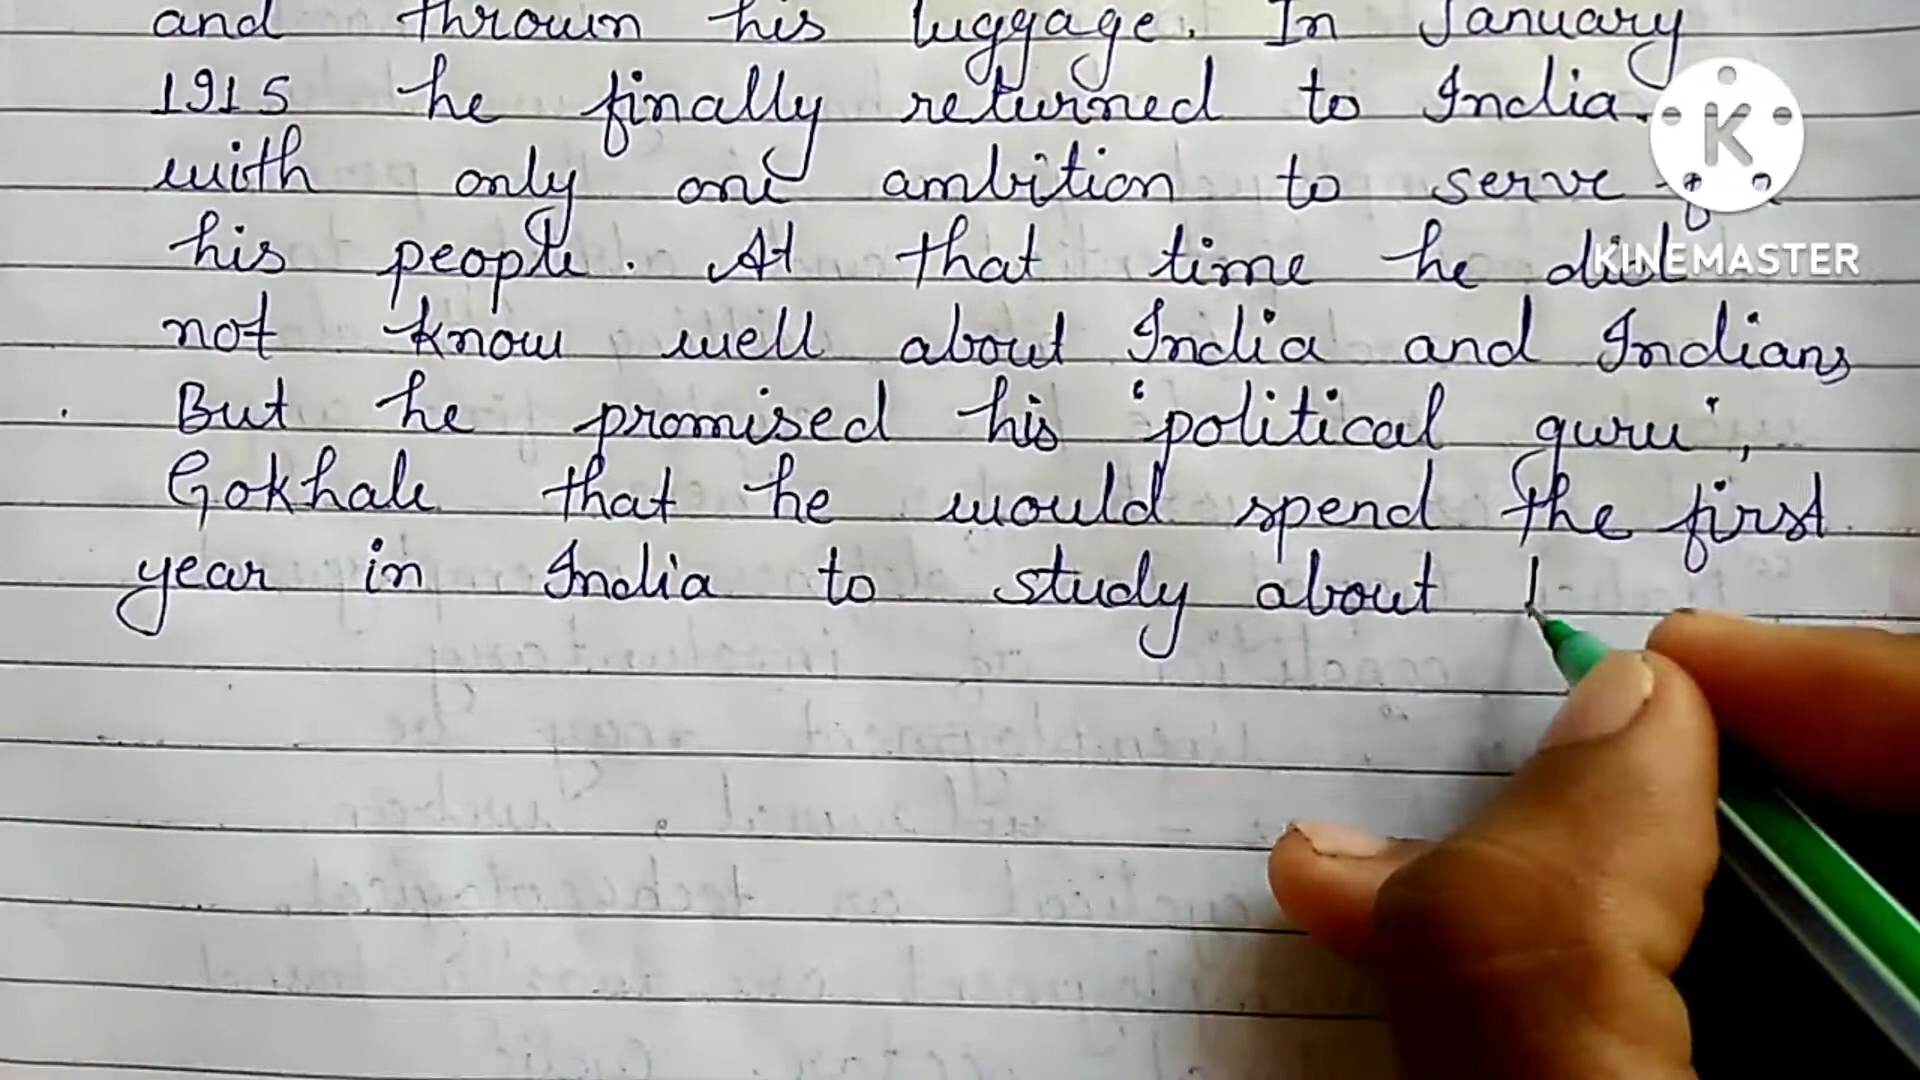 and thrown his luggage. In January
1915 he finally returned to India.
with only one ambition to serve
his people. At that time he did
not know well about India and Indians
But he promised his 'political guru',
Gokhale that he would spend the first
year in India to study about
K
KINEMASTER